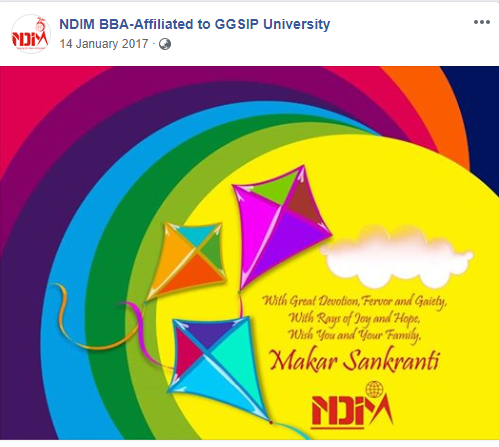 NDIM
NDIM BBA-Affiliated to GGSIP University
14 January 2017
With Great Devotion, Fervor and Gaiety,
With Rays of Joy and Hope,
Wish You and Your Family,
Makar Sankranti
NDIM